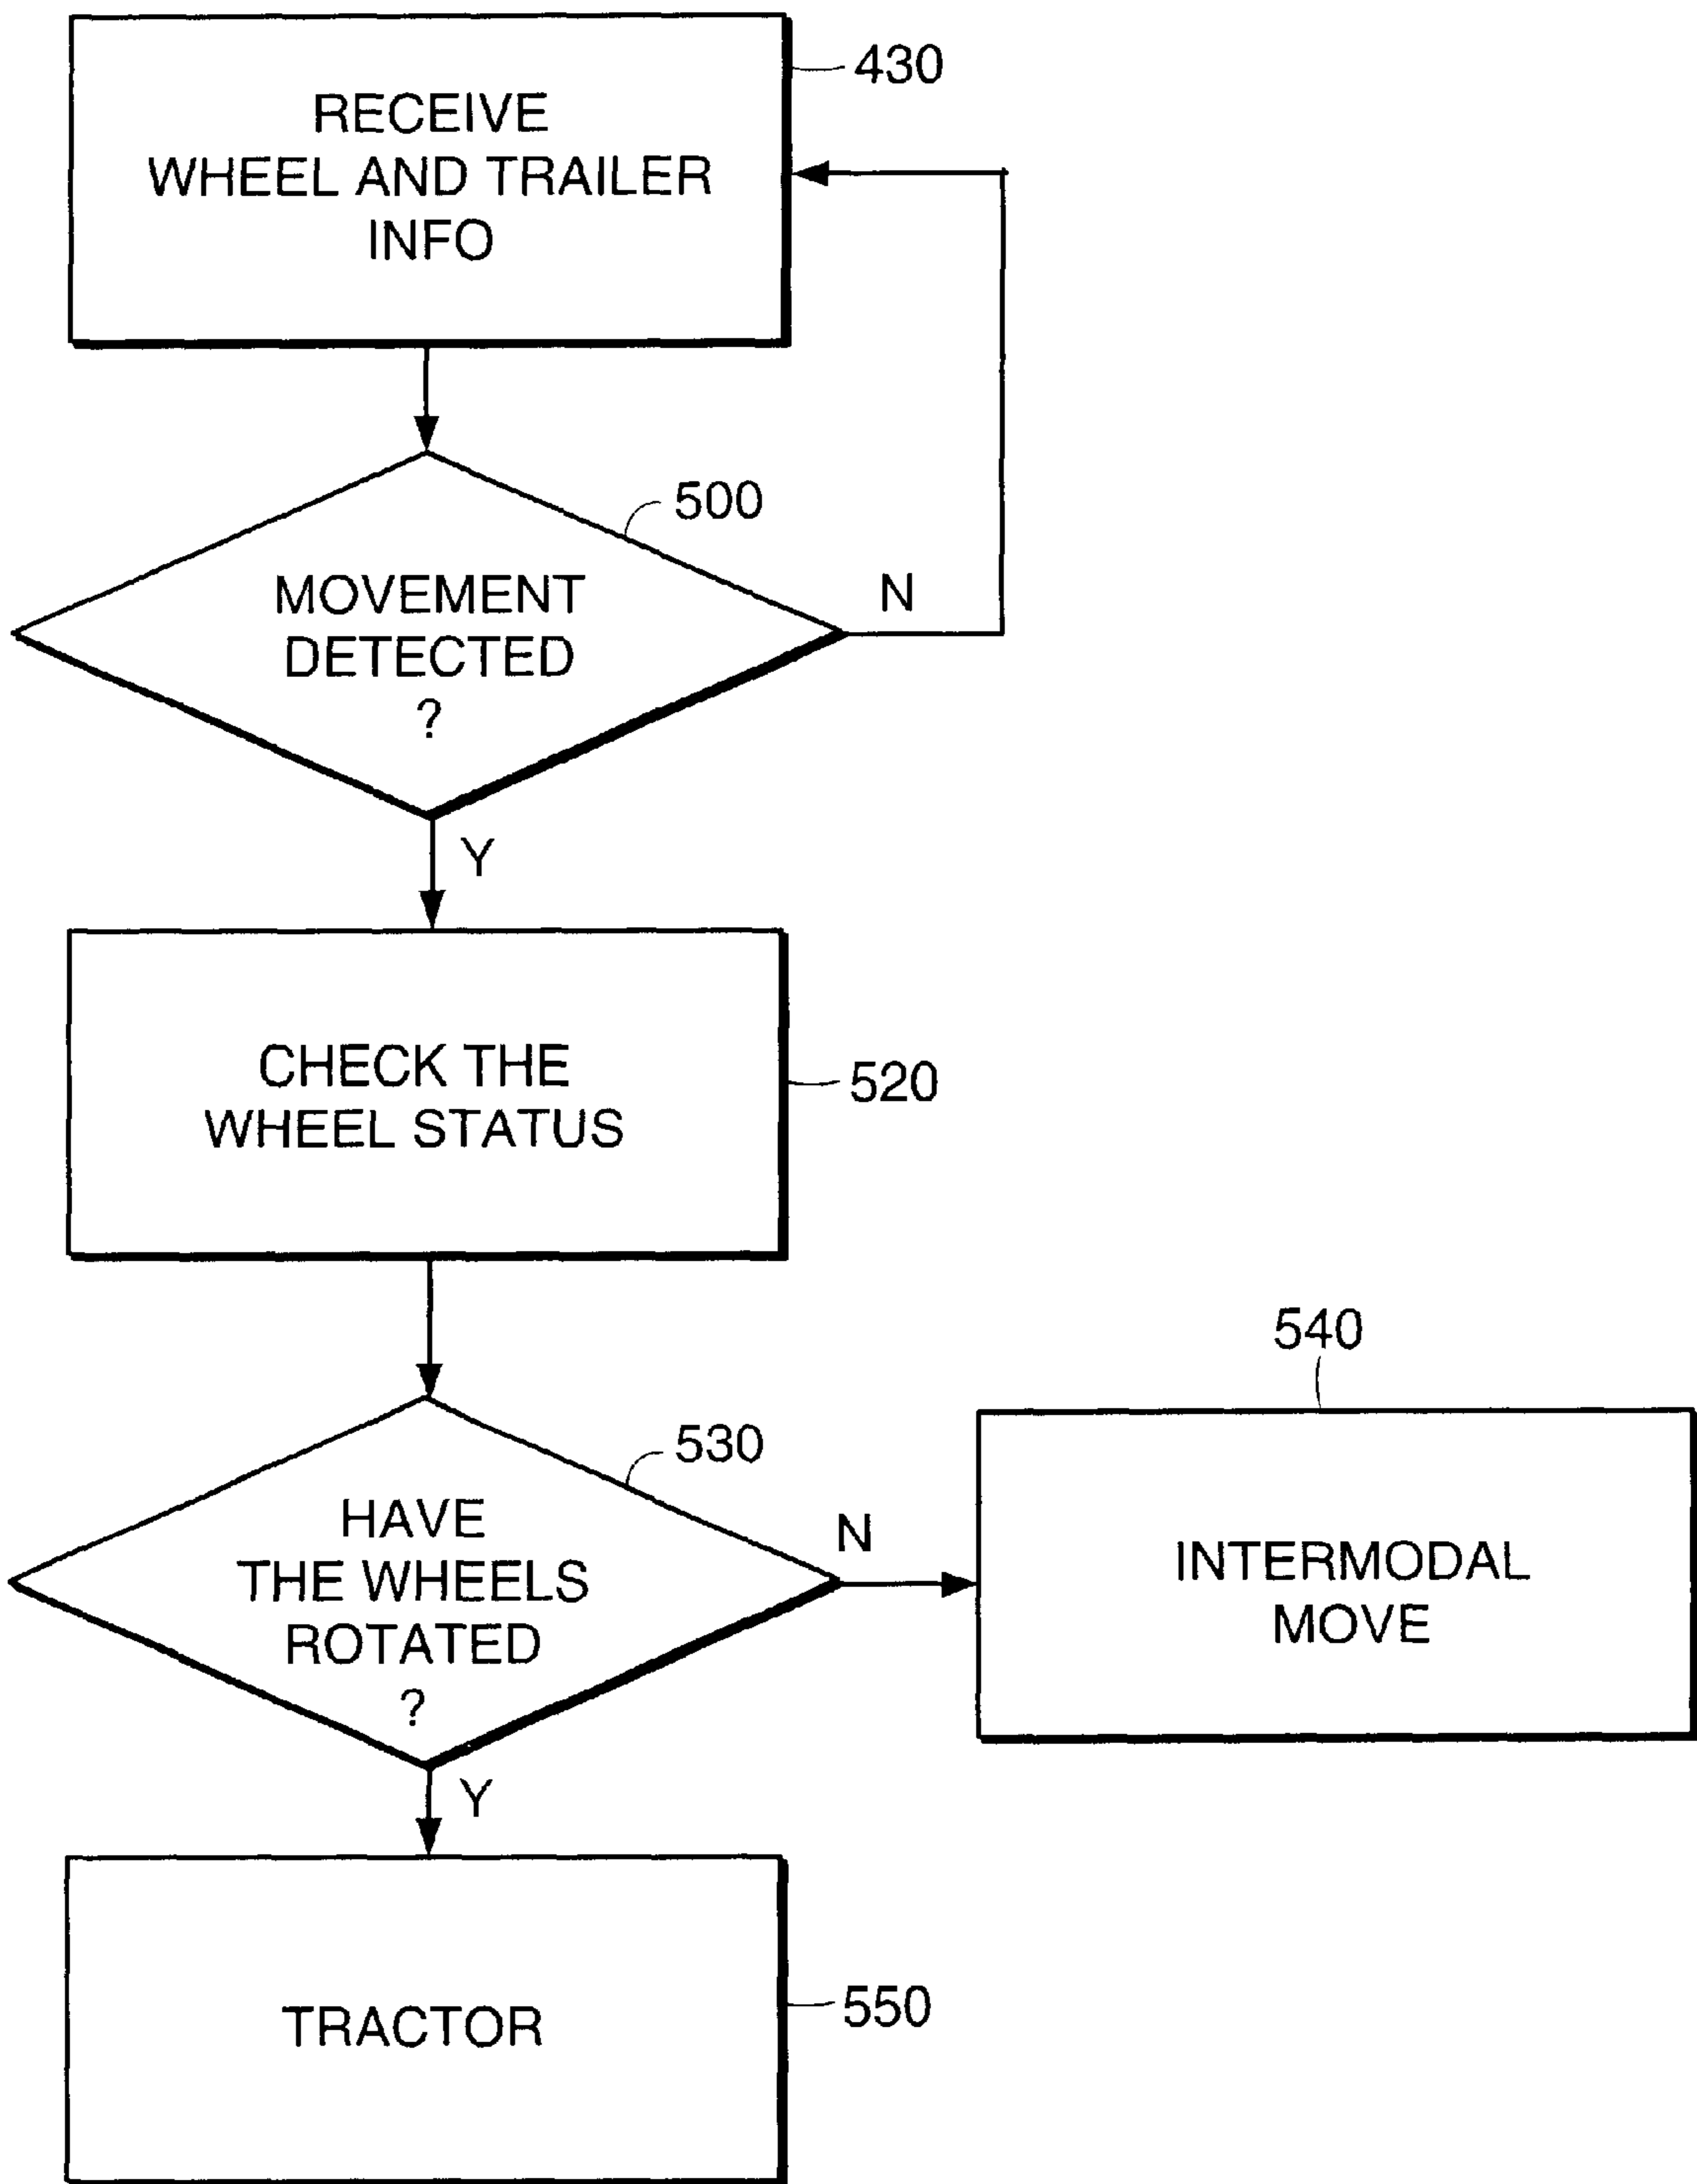 430
RECEIVE
WHEEL AND TRAILER
INFO
500
MOVEMENT
DETECTED
?
N
Y
CHECK THE
WHEEL STATUS
520
530
HAVE
THE WHEELS
ROTATED
?
N
540
INTERMODAL
MOVE
Y
TRACTOR
550